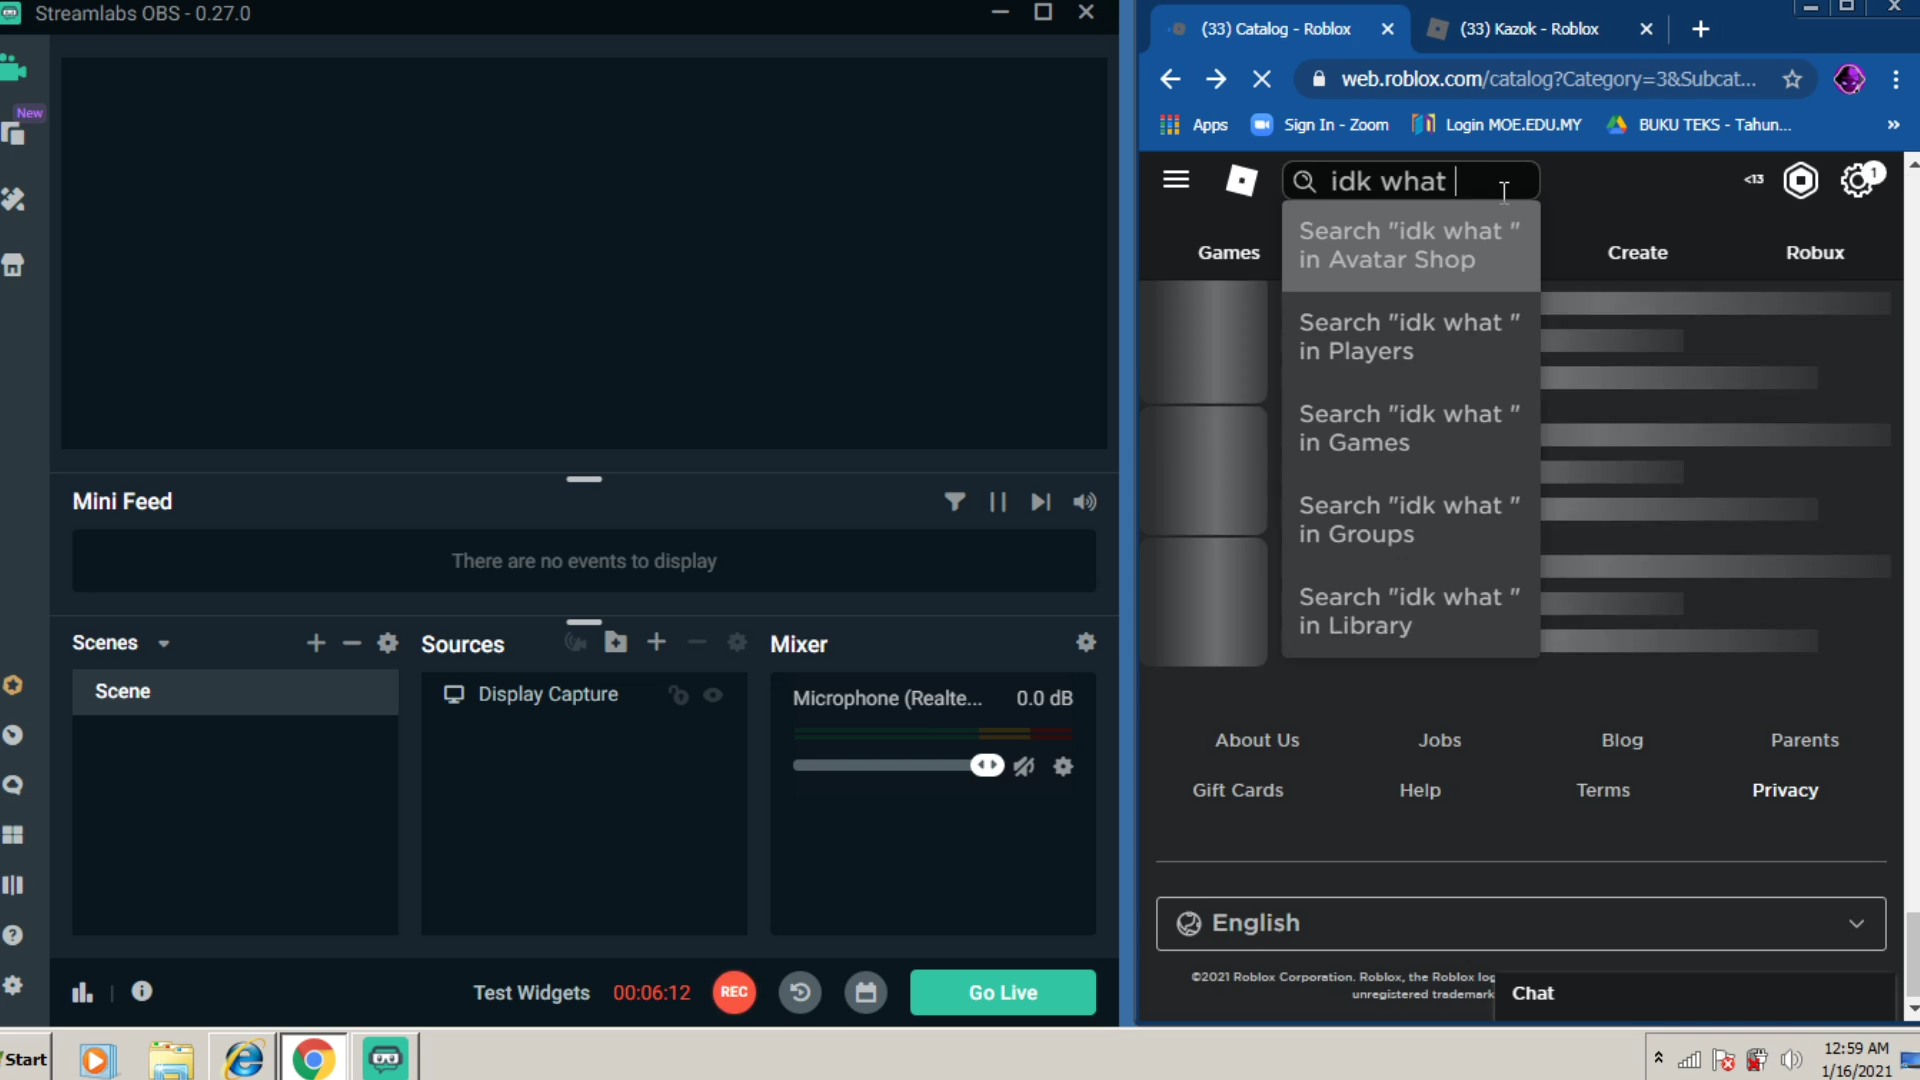 Streamlabs OBS - 0.27.0
New
Mini Feed
There are no events to display
Scenes
Scene
Sources
Display Capture
Mixer
Microphone (Realte...
0.0 dB
Test Widgets
00:06:12
REC
Go Live
(33) Catalog - Roblox
(33) Kazok - Roblox
web.roblox.com/catalog?Category=3&Subcat...
Apps
Sign In - Zoom
Login MOE.EDU.MY
BUKU TEKS - Tahun...
»
idk what
<13
1
Games
Create
Robux
Search "idk what "
in Avatar Shop
Search "idk what "
in Players
Search "idk what "
in Games
Search "idk what "
in Groups
Search "idk what "
in Library
About Us
Jobs
Blog
Parents
Gift Cards
Help
Terms
Privacy
English
©2021 Roblox Corporation. Roblox, the Roblox log
unregistered trademark
Chat
Start
12:59 AM
1/16/2021